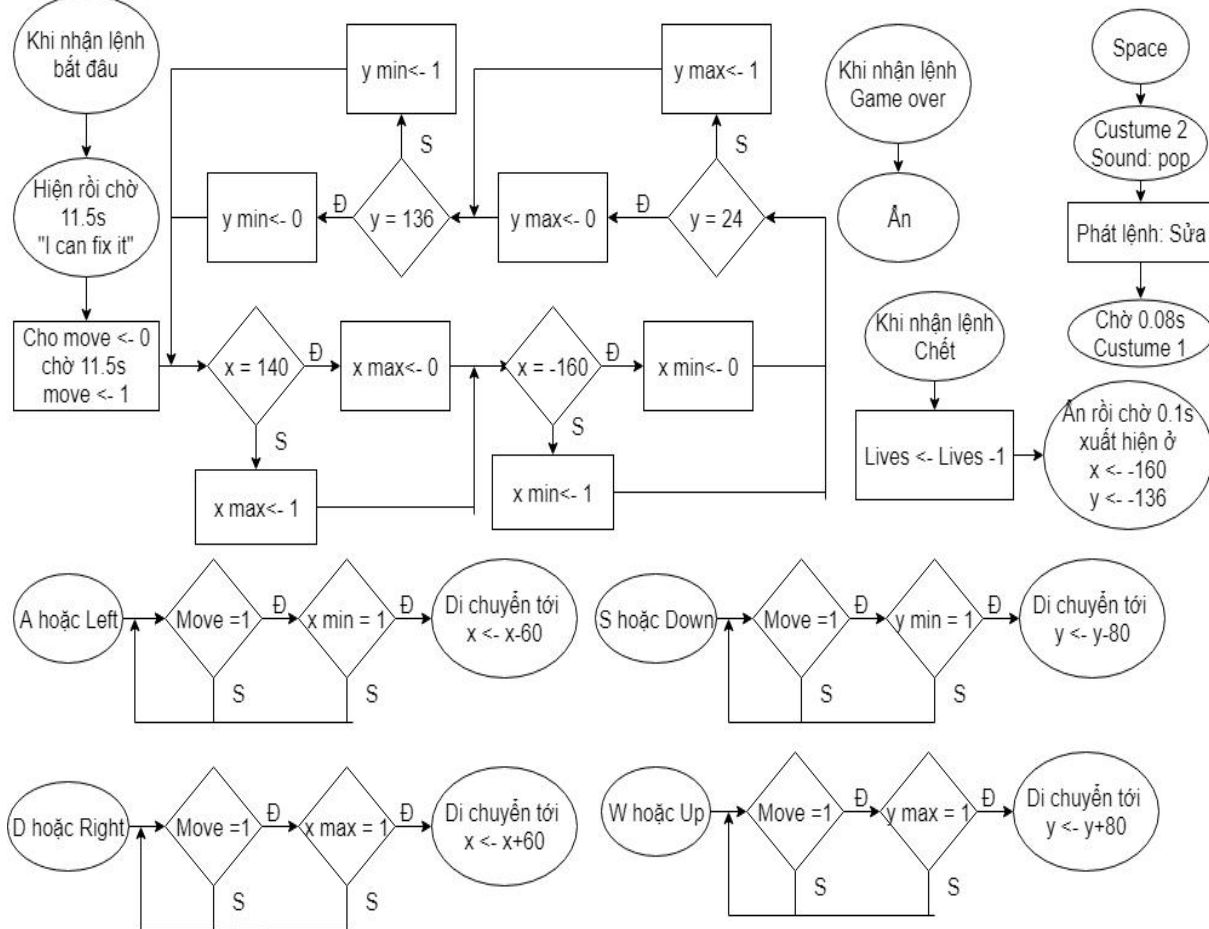 Khi nhận lệnh
bắt đâu
Hiện rồi chờ
11.5s
"I can fix it"
Cho move <- 0
chờ 11.5s
move <- 1
y min<- 1
S
y min<- 0
Đ
y = 136
y max<- 1
S
y max<- 0
Đ
y = 24
x = 140
Đ
x max<- 0
S
x max<- 1
x = -160
Đ
x min<- 0
S
x min<- 1
Khi nhận lệnh
Game over
Ẩn
Space
Custume 2
Sound: pop
Phát lệnh: Sửa
Chờ 0.08s
Custume 1
Khi nhận lệnh
Chết
Lives <- Lives -1
Ẩn rồi chờ 0.1s
xuất hiện ở
x <- -160
y <- -136
A hoặc Left
Move =1
Đ
x min = 1
Đ
Di chuyển tới
x <- x-60
S
S
S hoặc Down
Move =1
Đ
y min = 1
Đ
Di chuyển tới
y <- y-80
S
S
D hoặc Right
Move =1
Đ
x max = 1
Đ
Di chuyển tới
x <- x+60
S
S
W hoặc Up
Move =1
Đ
y max = 1
Đ
Di chuyển tới
y <- y+80
S
S